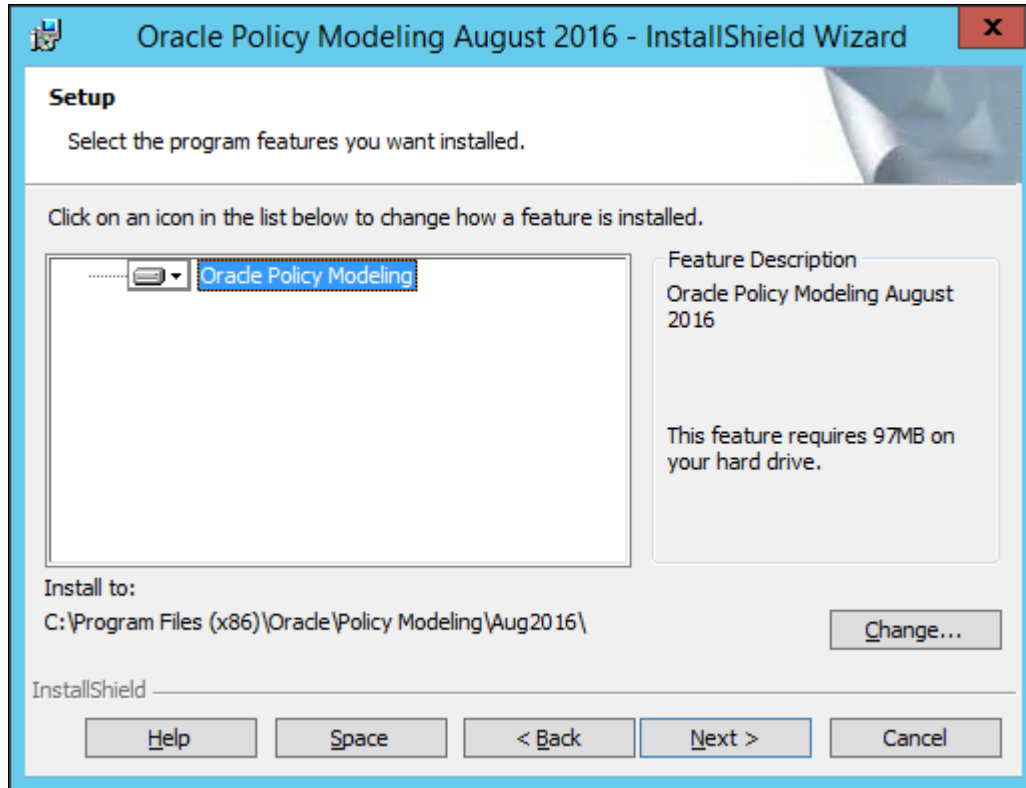 Oracle Policy Modeling August 2016 - InstallShield Wizard
x
Setup
Select the program features you want installed.
Click on an icon in the list below to change how a feature is installed.
Oracle Policy Modeling
Feature Description
Oracle Policy Modeling August
2016
This feature requires 97MB on
your hard drive.
Install to:
C:\Program Files (x86)\Oracle\Policy Modeling\Aug2016\
Change...
InstallShield
Help
Space
< Back
Next >
Cancel